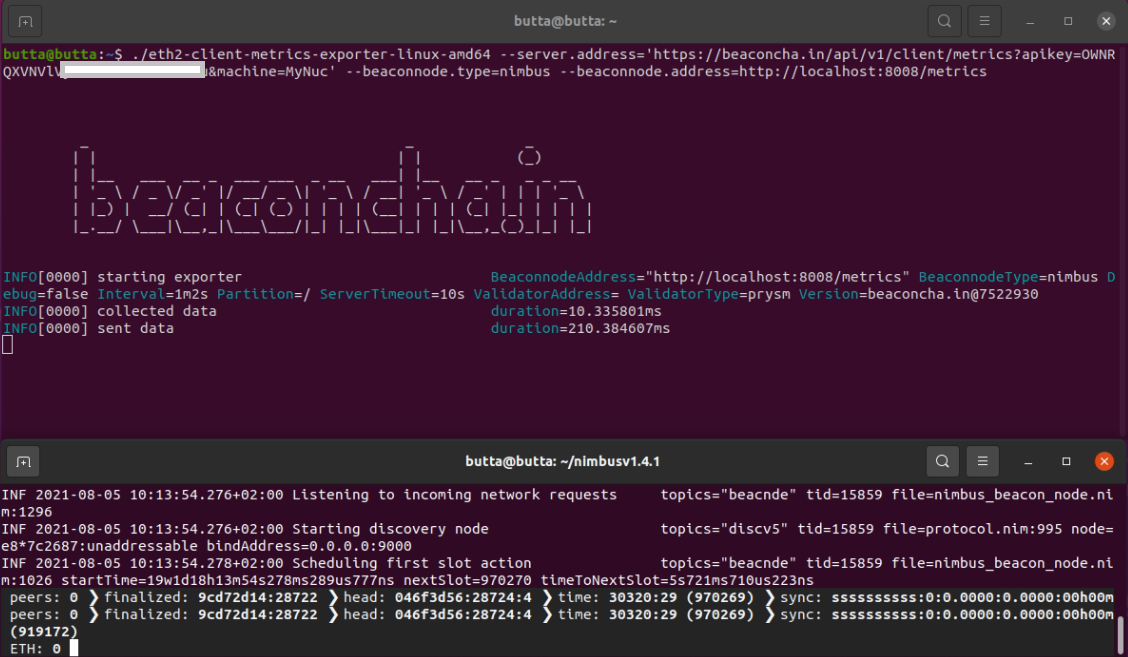 butta@butta: ~
butta@butta:~$ ./eth2-client-metrics-exporter-linux-amd64 --server.address='https://beaconcha.in/api/v1/client/metrics?apikey=OWNR
QXVNVlV u&machine=MyNuc' --beaconnode.type=nimbus --beaconnode.address=http://localhost:8008/metrics
beaconchain
INFO[0000] starting exporter BeaconnodeAddress="http://localhost:8008/metrics" BeaconnodeType=nimbus D
ebug=false Interval=1m2s Partition=/ ServerTimeout=10s ValidatorAddress= ValidatorType=prysm Version=beaconcha.in@7522930
INFO[0000] collected data duration=10.335801ms
INFO[0000] sent data duration=210.384607ms
butta@butta: ~/nimbusv1.4.1
INF 2021-08-05 10:13:54.276+02:00 Listening to incoming network requests topics="beacnde" tid=15859 file=nimbus_beacon_node.ni
m:1296
INF 2021-08-05 10:13:54.276+02:00 Starting discovery node topics="discv5" tid=15859 file=protocol.nim:995 node=
e8*7c2687:unaddressable bindAddress=0.0.0.0:9000
INF 2021-08-05 10:13:54.278+02:00 Scheduling first slot action topics="beacnde" tid=15859 file=nimbus_beacon_node.ni
m:1026 startTime=19w1d18h13m54s278ms289us777ns nextSlot=970270 timeToNextSlot=5s721ms710us223ns
peers: 0 ❯ finalized: 9cd72d14:28722 ❯ head: 046f3d56:28724:4 ❯ time: 30320:29 (970269) ❯ sync: ssssssssss:0:0.0000:0.0000:00h00m
peers: 0 ❯ finalized: 9cd72d14:28722 ❯ head: 046f3d56:28724:4 ❯ time: 30320:29 (970269) ❯ sync: ssssssssss:0:0.0000:0.0000:00h00m
(919172)
ETH: 0